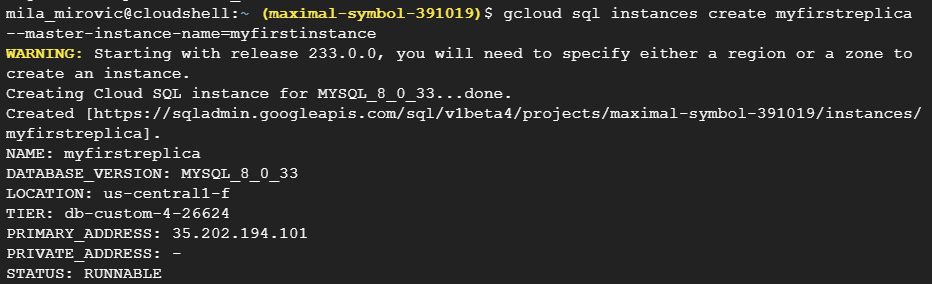 mila_mirovic@cloudshell:~ (maximal-symbol-391019)$ gcloud sql instances create myfirstreplica
--master-instance-name=myfirstinstance
WARNING: Starting with release 233.0.0, you will need to specify either a region or a zone to
create an instance.
Creating Cloud SQL instance for MYSQL_8_0_33...done.
Created [https://sqladmin.googleapis.com/sql/v1beta4/projects/maximal-symbol-391019/instances/
myfirstreplica].
NAME: myfirstreplica
DATABASE_VERSION: MYSQL_8_0_33
LOCATION: us-central1-f
TIER: db-custom-4-26624
PRIMARY_ADDRESS: 35.202.194.101
PRIVATE_ADDRESS: -
STATUS: RUNNABLE